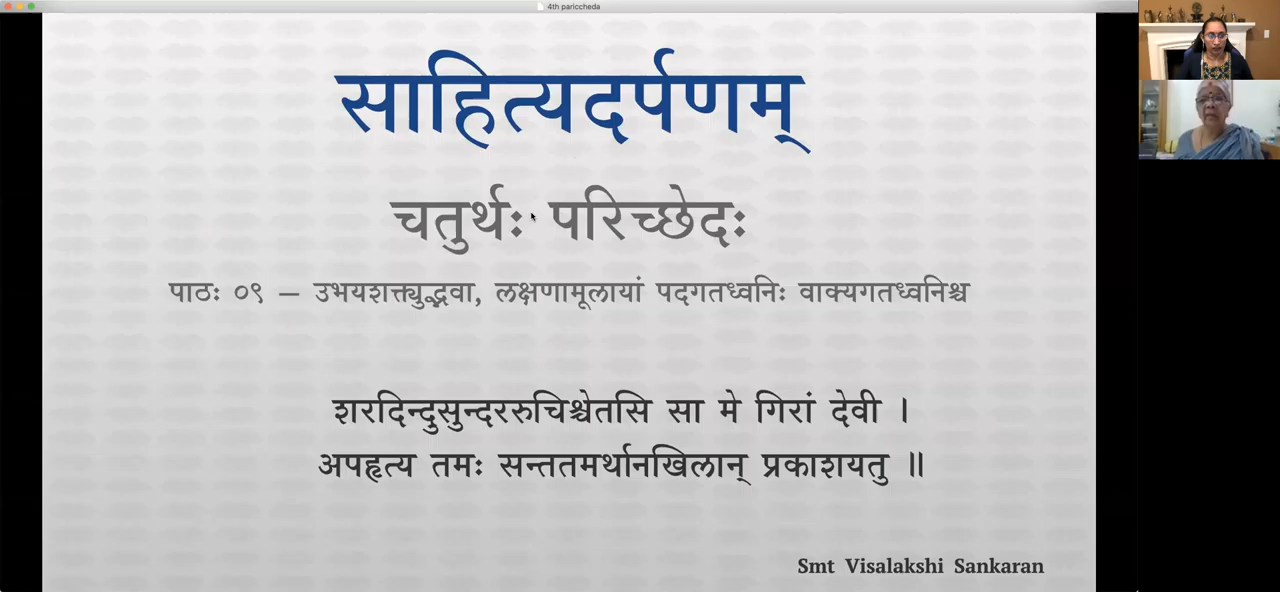 4th pariccheda
साहित्यदर्पणम्
चतुर्थः परिच्छेदः
पाठः ०९ – उभयशक्त्युद्भवा, लक्षणामूलायां पदगतध्वनिः वाक्यगतध्वनिश्च
शरदिन्दुसुन्दररुचिश्चेतसि सा मे गिरां देवी ।
अपहृत्य तमः सन्ततमर्थानखिलान् प्रकाशयतु ॥
Smt Visalakshi Sankaran